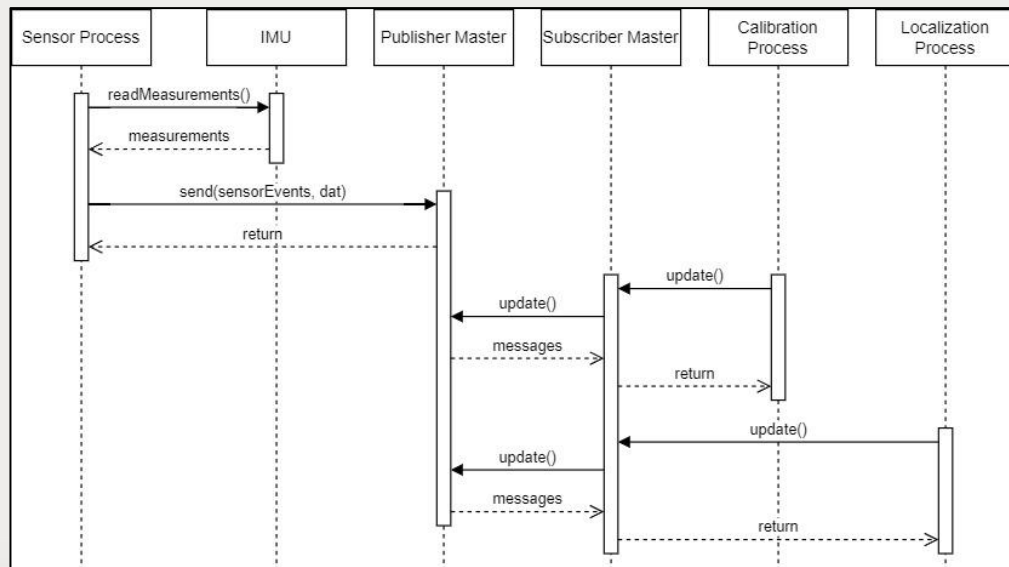 Sensor Process
IMU
Publisher Master
Subscriber Master
Calibration
Process
Localization
Process
readMeasurements()
measurements
send(sensorEvents, dat)
return
update()
update()
messages
return
update()
update()
messages
return